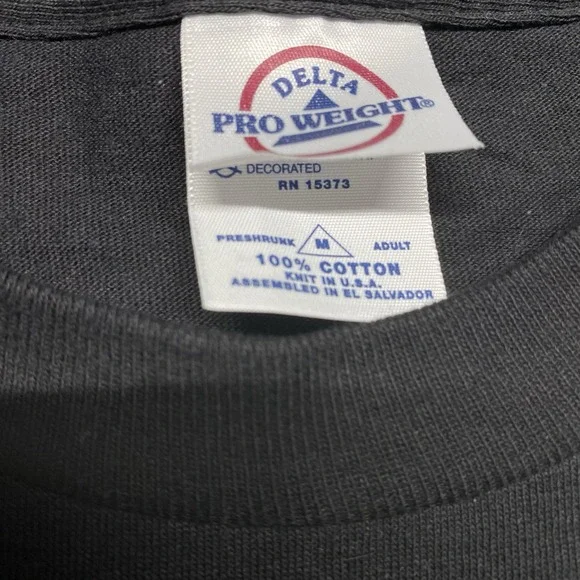 DELTA
PRO WEIGHT®
DECORATED
RN 15373
PRESHRUNK M ADULT
100% COTTON
KNIT IN U.S.A.
ASSEMBLED IN EL SALVADOR